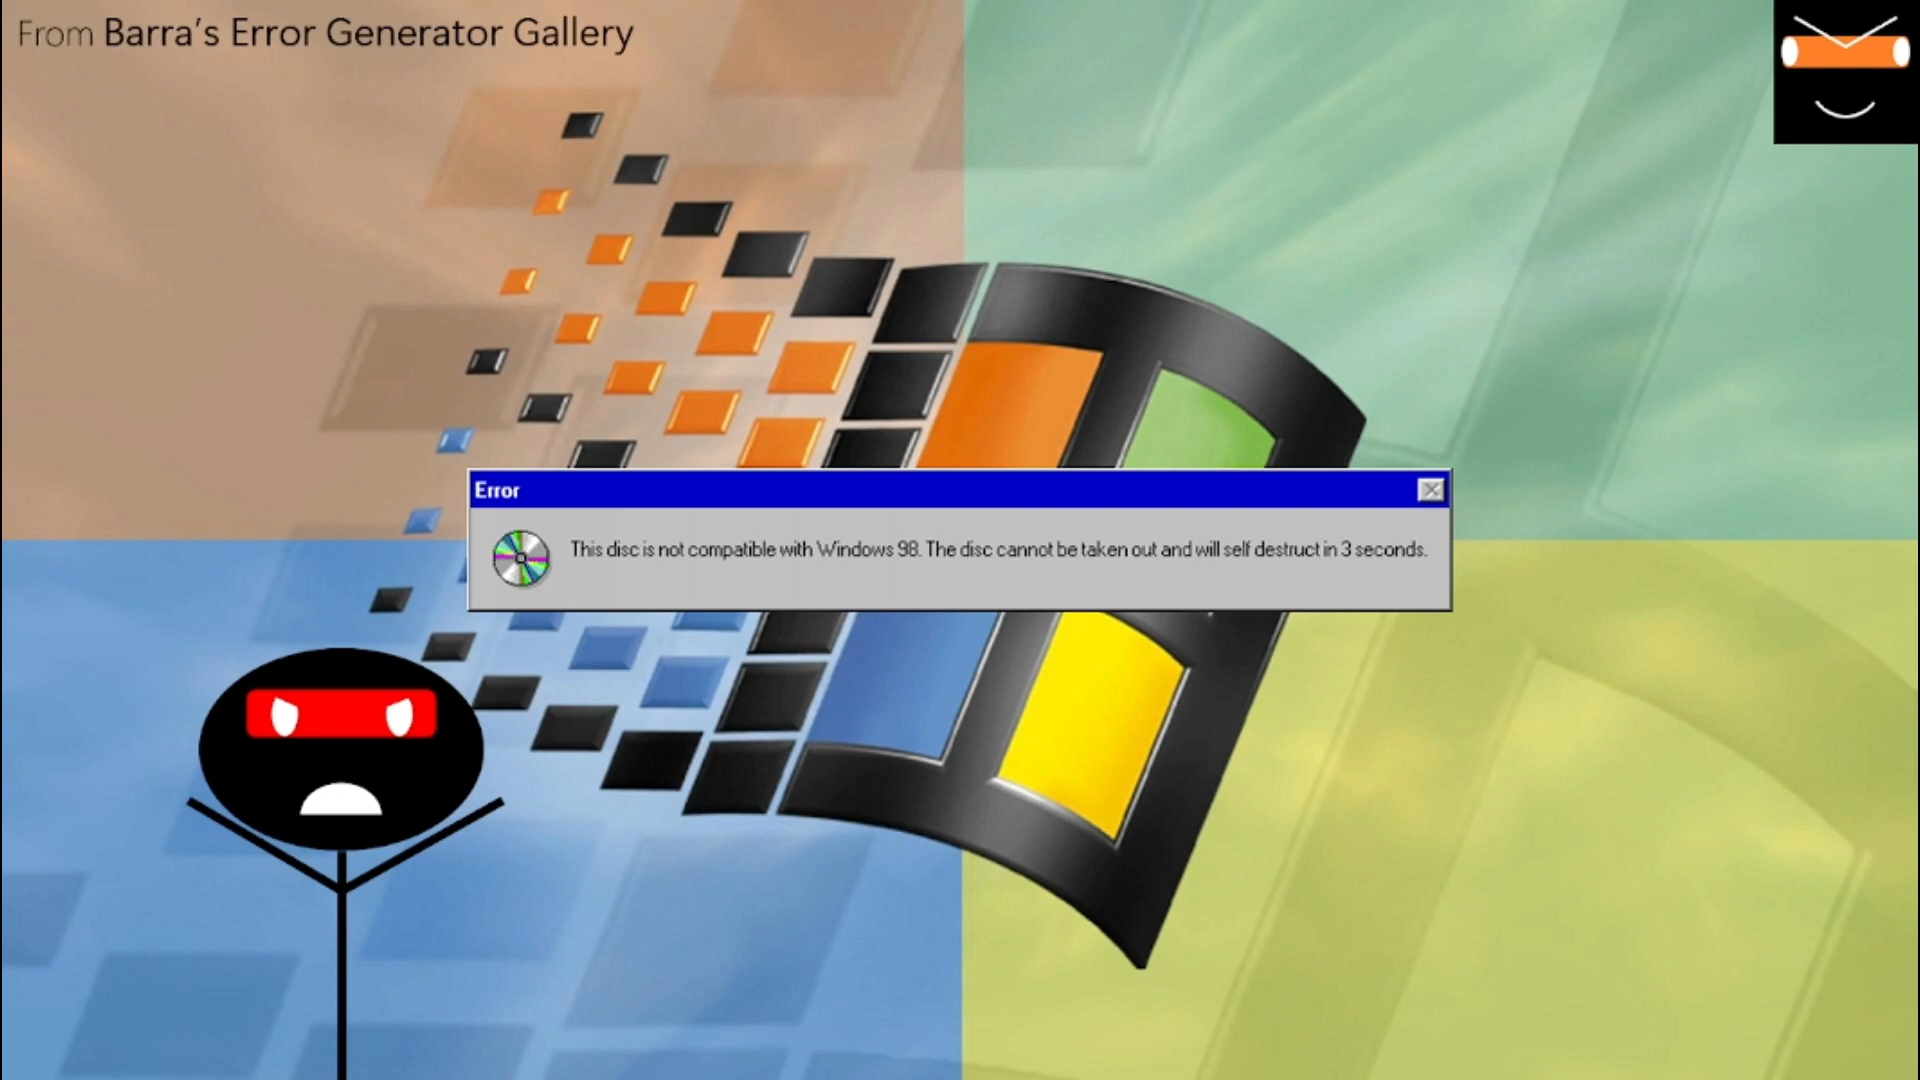 From Barra's Error Generator Gallery
Error
This disc is not compatible with Windows 98. The disc cannot be taken out and will self destruct in 3 seconds.